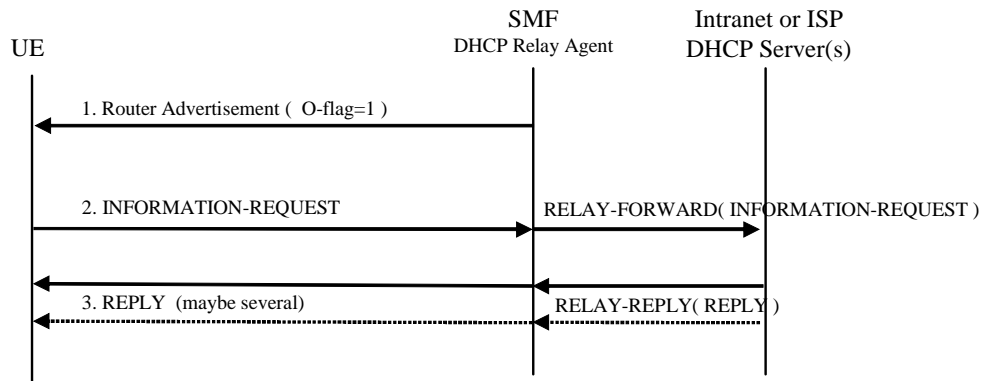 SMF
Intranet or ISP
UE
DHCP Relay Agent
DHCP Server(s)
1. Router Advertisement ( O-flag=1 )
2. INFORMATION-REQUEST
RELAY-FORWARD( INFORMATION-REQUEST )
3. REPLY (maybe several)
RELAY-REPLY( REPLY )